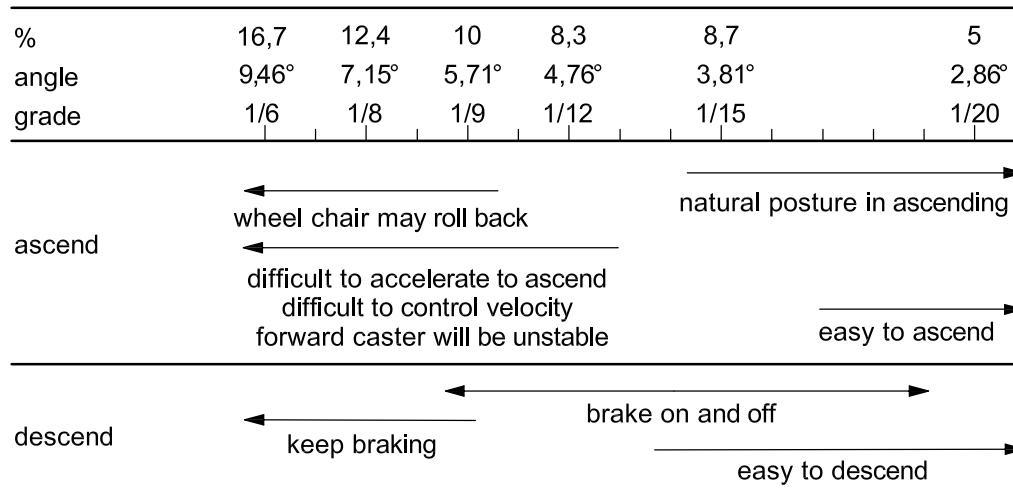 % 16,7 12,4 10 8,3 8,7 5
angle 9,46° 7,15° 5,71° 4,76° 3,81° 2,86°
grade 1/6 1/8 1/9 1/12 1/15 1/20
natural posture in ascending
wheel chair may roll back
ascend
difficult to accelerate to ascend
difficult to control velocity
forward caster will be unstable
easy to ascend
brake on and off
descend
keep braking
easy to descend